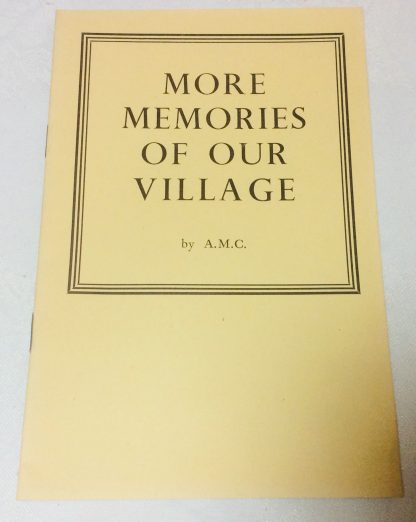 MORE
MEMORIES
OF OUR
VILLAGE
by A.M.C.